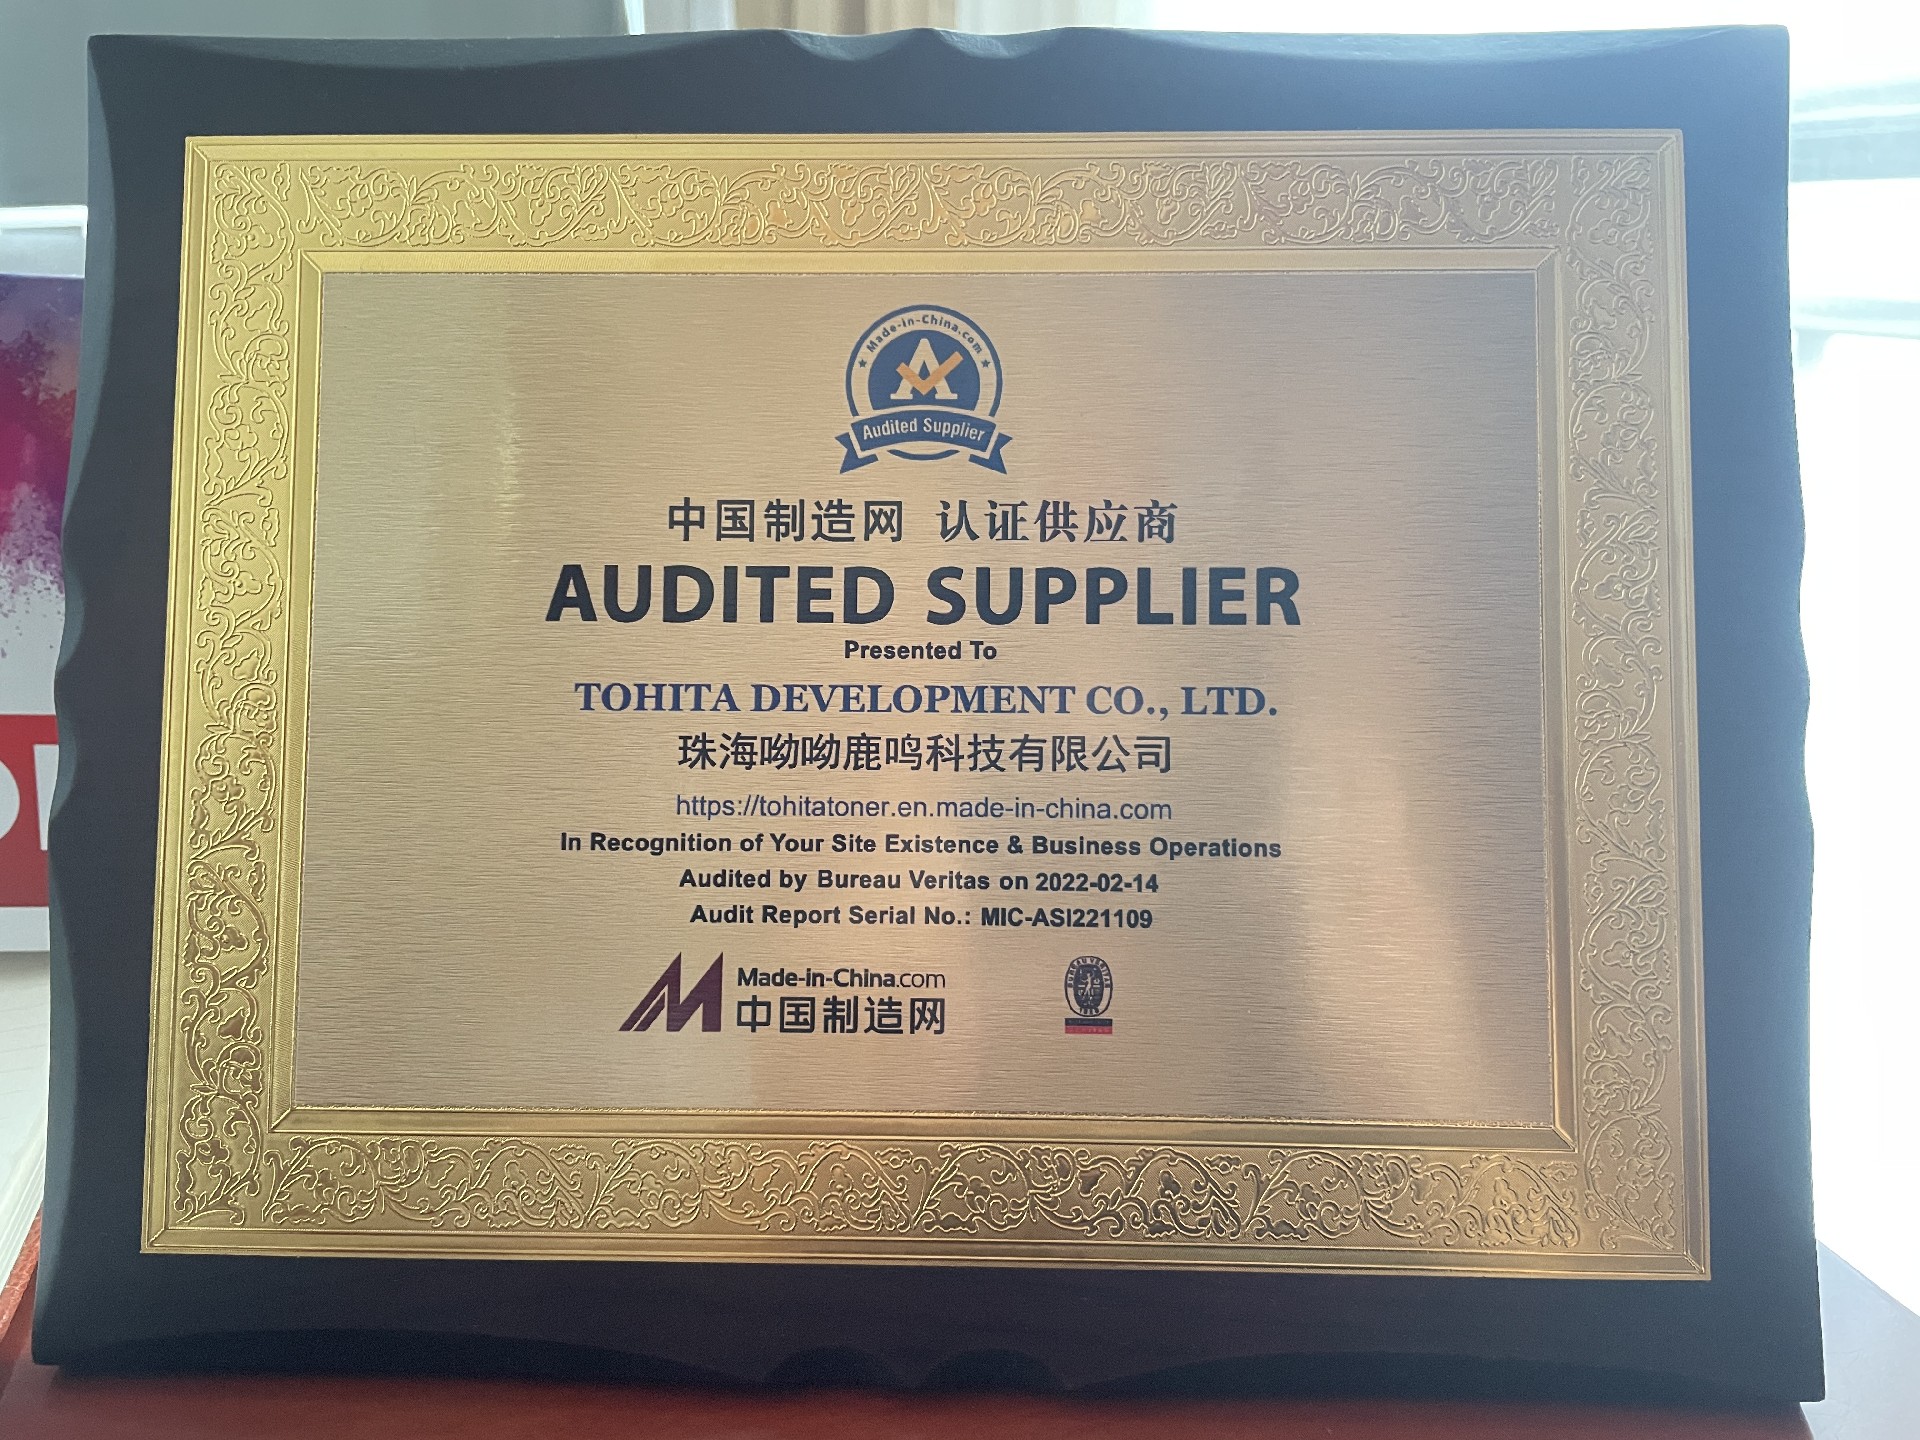 Made-in-China.com
Audited Supplier
中国制造网 认证供应商
AUDITED SUPPLIER
Presented To
TOHITA DEVELOPMENT CO., LTD.
珠海呦呦鹿鸣科技有限公司
https://tohitatoner.en.made-in-china.com
In Recognition of Your Site Existence & Business Operations
Audited by Bureau Veritas on 2022-02-14
Audit Report Serial No.: MIC-ASI221109
Made-in-China.com
中国制造网
BUREAU VERITAS
1828